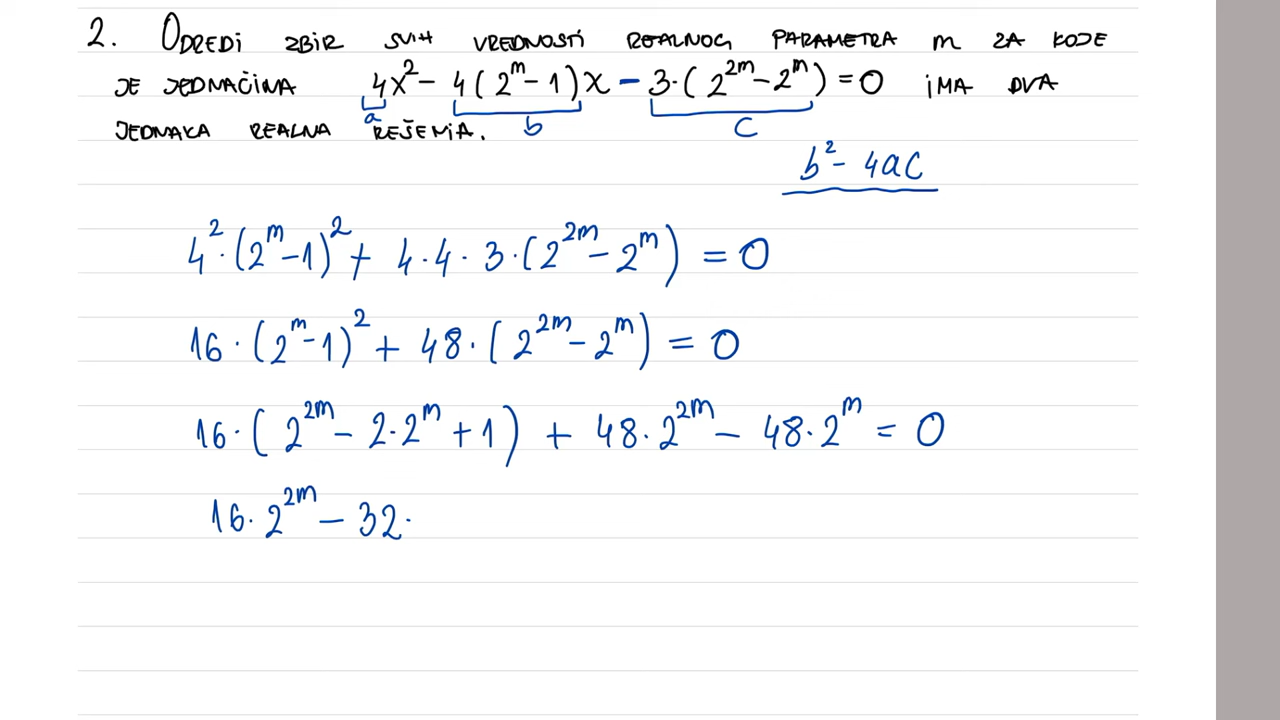 2. ODREDI ZBIR SVIH VREDNOSTI REALNOG PARAMETRA m ZA KOJE
JE JEDNAČINA 4x² - 4(2^m - 1)x - 3·(2^{2m} - 2^m) = 0 IMA DVA
a b c
JEDNAKA REALNA REŠENJA.
b² - 4ac
4²·(2^m - 1)² + 4·4·3·(2^{2m} - 2^m) = 0
16·(2^m - 1)² + 48·(2^{2m} - 2^m) = 0
16·(2^{2m} - 2·2^m + 1) + 48·2^{2m} - 48·2^m = 0
16·2^{2m} - 32·